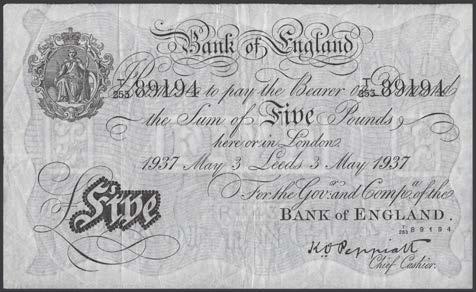 Bank of England
I Promise to pay the Bearer on Demand
T/253 89194 T/253 89194
the Sum of Five Pounds
here or in London
1937 May 3 Leeds 3 May 1937
For the Govr. and Compa. of the
£Five
BANK OF ENGLAND.
T/253 89194
K.O. Peppiatt
Chief Cashier.